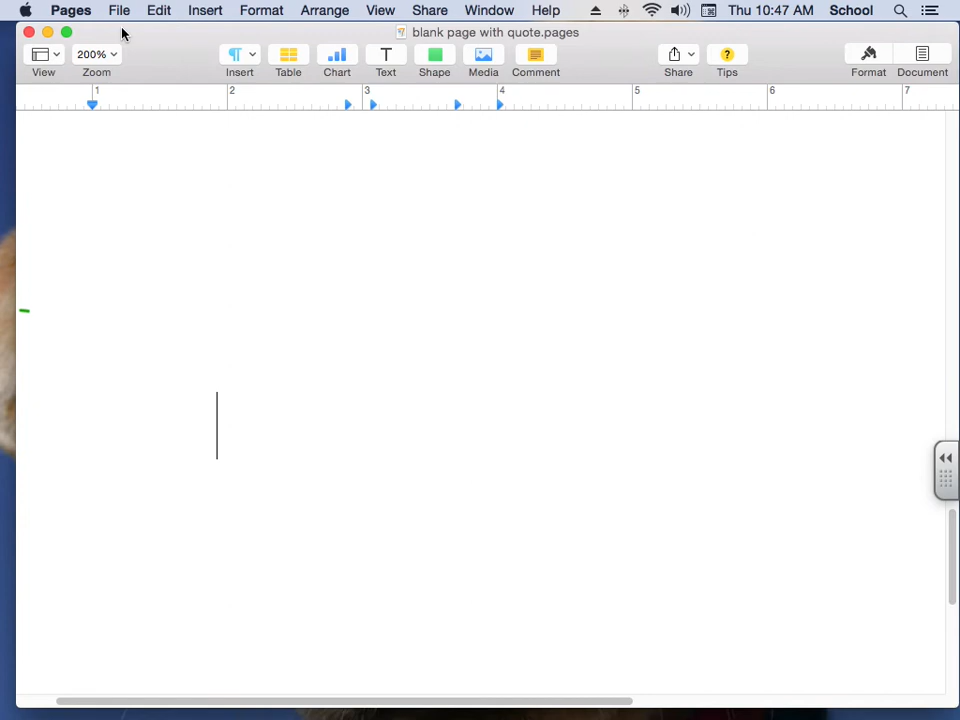 Pages File Edit Insert Format Arrange View Share Window Help Thu 10:47 AM School
blank page with quote.pages
200%
View Zoom Insert Table Chart Text Shape Media Comment Share Tips Format Document
1 2 3 4 5 6 7